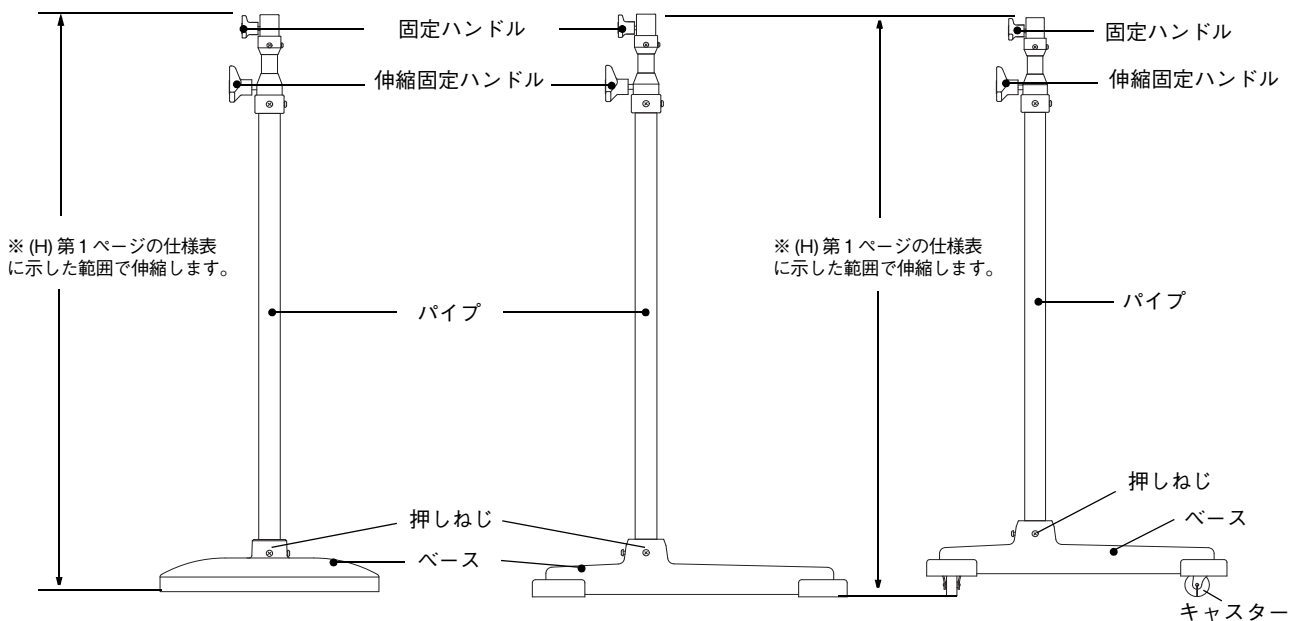 固定ハンドル
固定ハンドル
伸縮固定ハンドル
伸縮固定ハンドル
※ (H) 第1ページの仕様表
に示した範囲で伸縮します。
※ (H) 第1ページの仕様表
に示した範囲で伸縮します。
パイプ
パイプ
押しねじ
ベース
押しねじ
ベース
キャスター